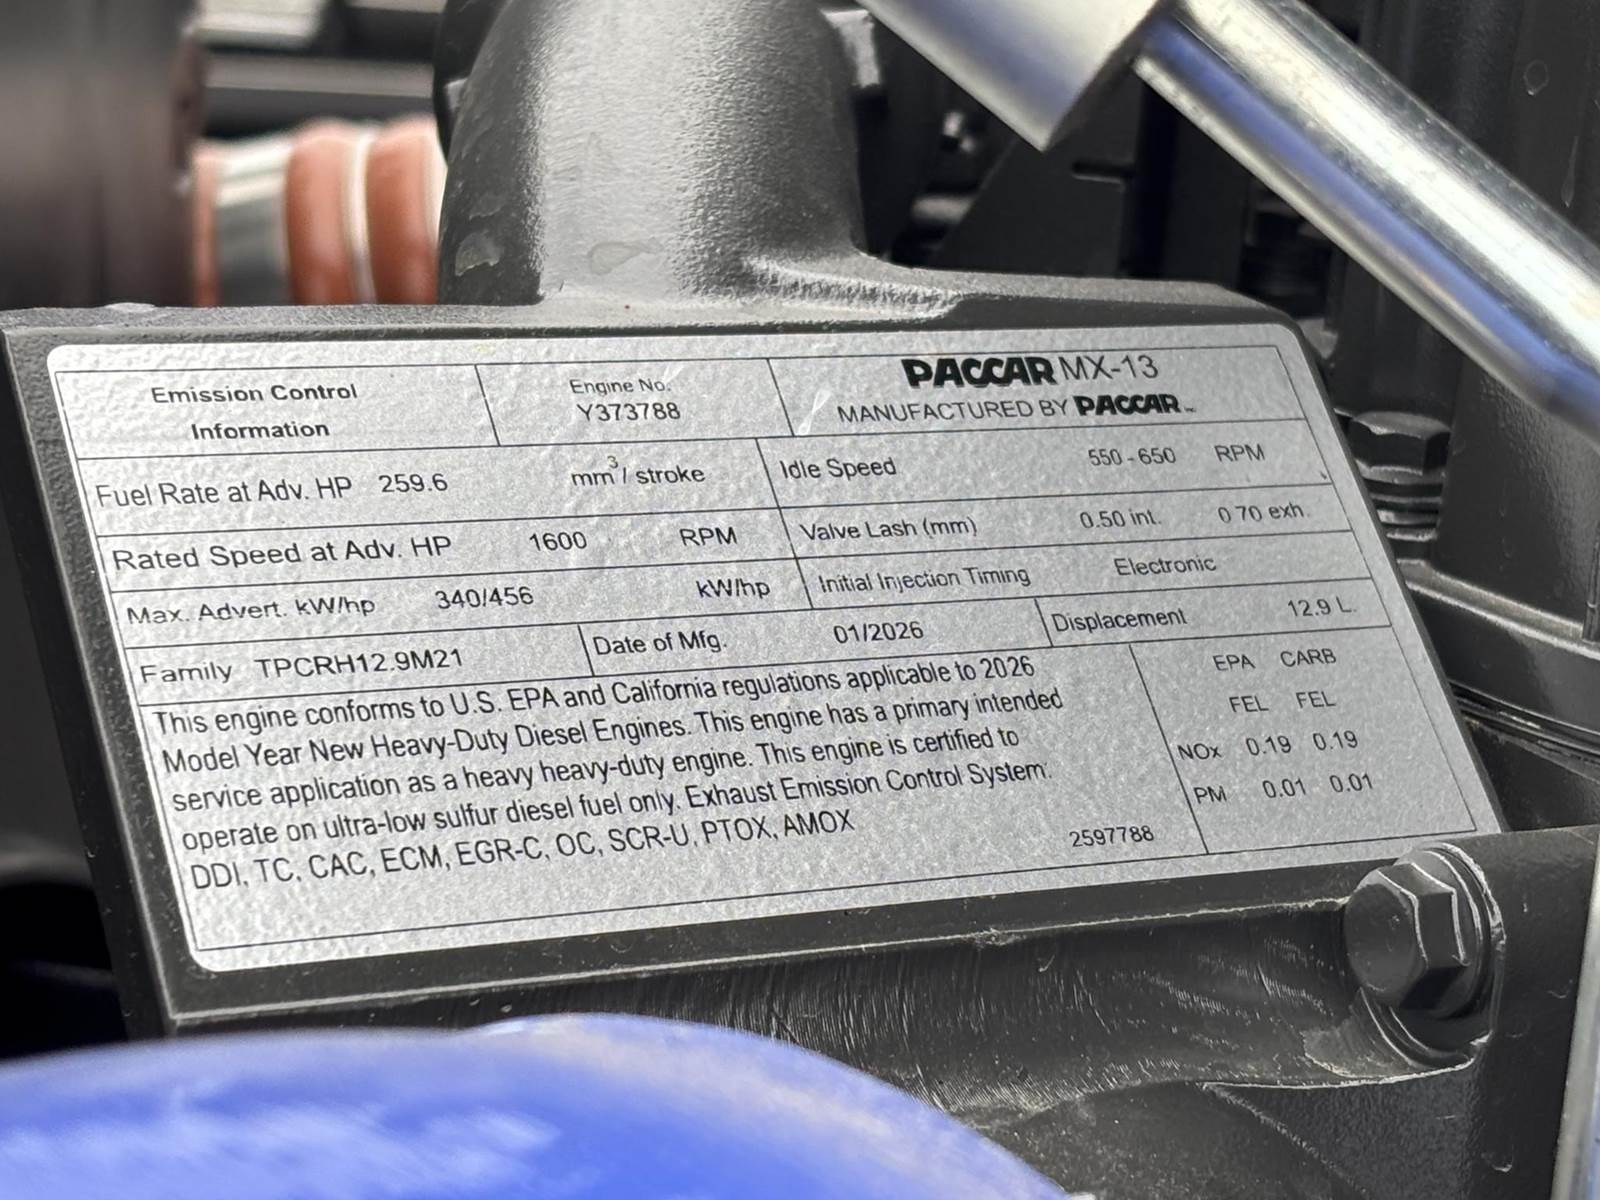 Emission Control
Information
Engine No.
Y373788
PACCAR MX-13
MANUFACTURED BY PACCAR
Fuel Rate at Adv. HP 259.6 mm3/ stroke
Idle Speed 550 - 650 RPM
Rated Speed at Adv. HP 1600 RPM
Valve Lash (mm) 0.50 int. 0 70 exh.
Max. Advert. kW/hp 340/456 kW/hp
Initial Injection Timing Electronic
Family TPCRH12.9M21
Date of Mfg. 01/2026
Displacement 12.9 L.
This engine conforms to U.S. EPA and California regulations applicable to 2026
Model Year New Heavy-Duty Diesel Engines. This engine has a primary intended
service application as a heavy heavy-duty engine. This engine is certified to
operate on ultra-low sulfur diesel fuel only. Exhaust Emission Control System:
DDI, TC, CAC, ECM, EGR-C, OC, SCR-U, PTOX, AMOX
2597788
EPA CARB
FEL FEL
NOx 0.19 0.19
PM 0.01 0.01